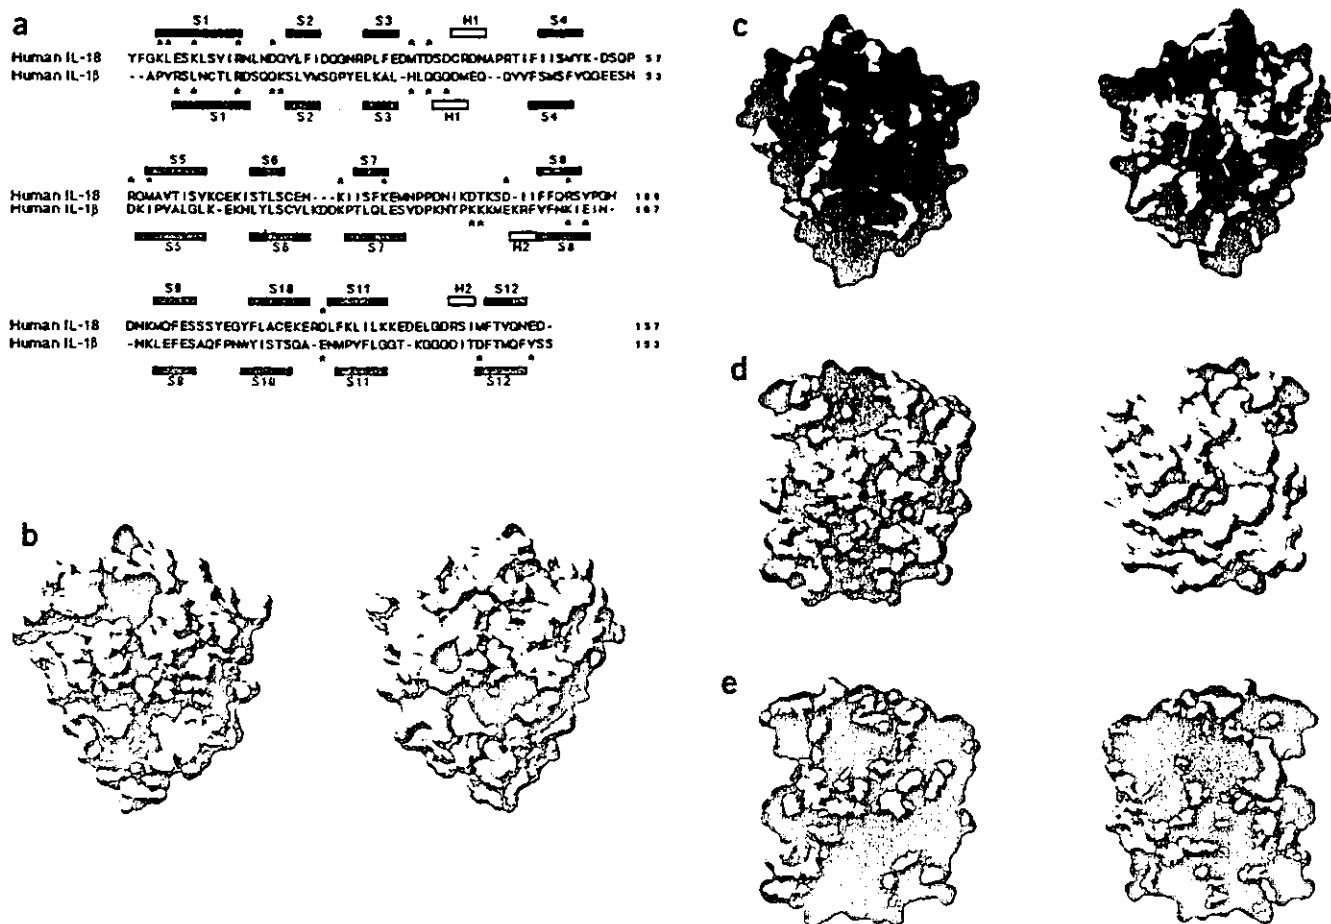 a
S1 S2 S3 H1 S4
Human IL-18 YFGKLESKLSVIRNLNDQVLFIDQGNRPLFEDMTDSDCRDNAPRTIFIISMYK-DSQP 57
Human IL-1β --APVRSLNCTLRDSQQKSLVMSGPYELKAL-HLQGQDMEQ--QVVFSMSFVQGEESN 53
S1 S2 S3 H1 S4
S5 S6 S7 S8
Human IL-18 RGMAVTISVKCEKISTLSCEN---KIISFKEMNPPDNIKDTKSD-IIFFQRSVPGH 109
Human IL-1β DKIPVALGLK-EKNLYLSCVLKDDKPTLQLESVDPKNYPKKKMEKRFVFNKIEIN- 107
S5 S6 S7 H2 S8
S9 S10 S11 H2 S12
Human IL-18 DNKMQFESSSYEGYFLACEKERDLFKLILKKEDELGDRSIMFTVQNED- 157
Human IL-1β -NKLEFESAQFPNWYISTSQA-ENMPVFLGGT-KGGQDITDFTMQFVSS 153
S9 S10 S11 S12
b
c
d
e